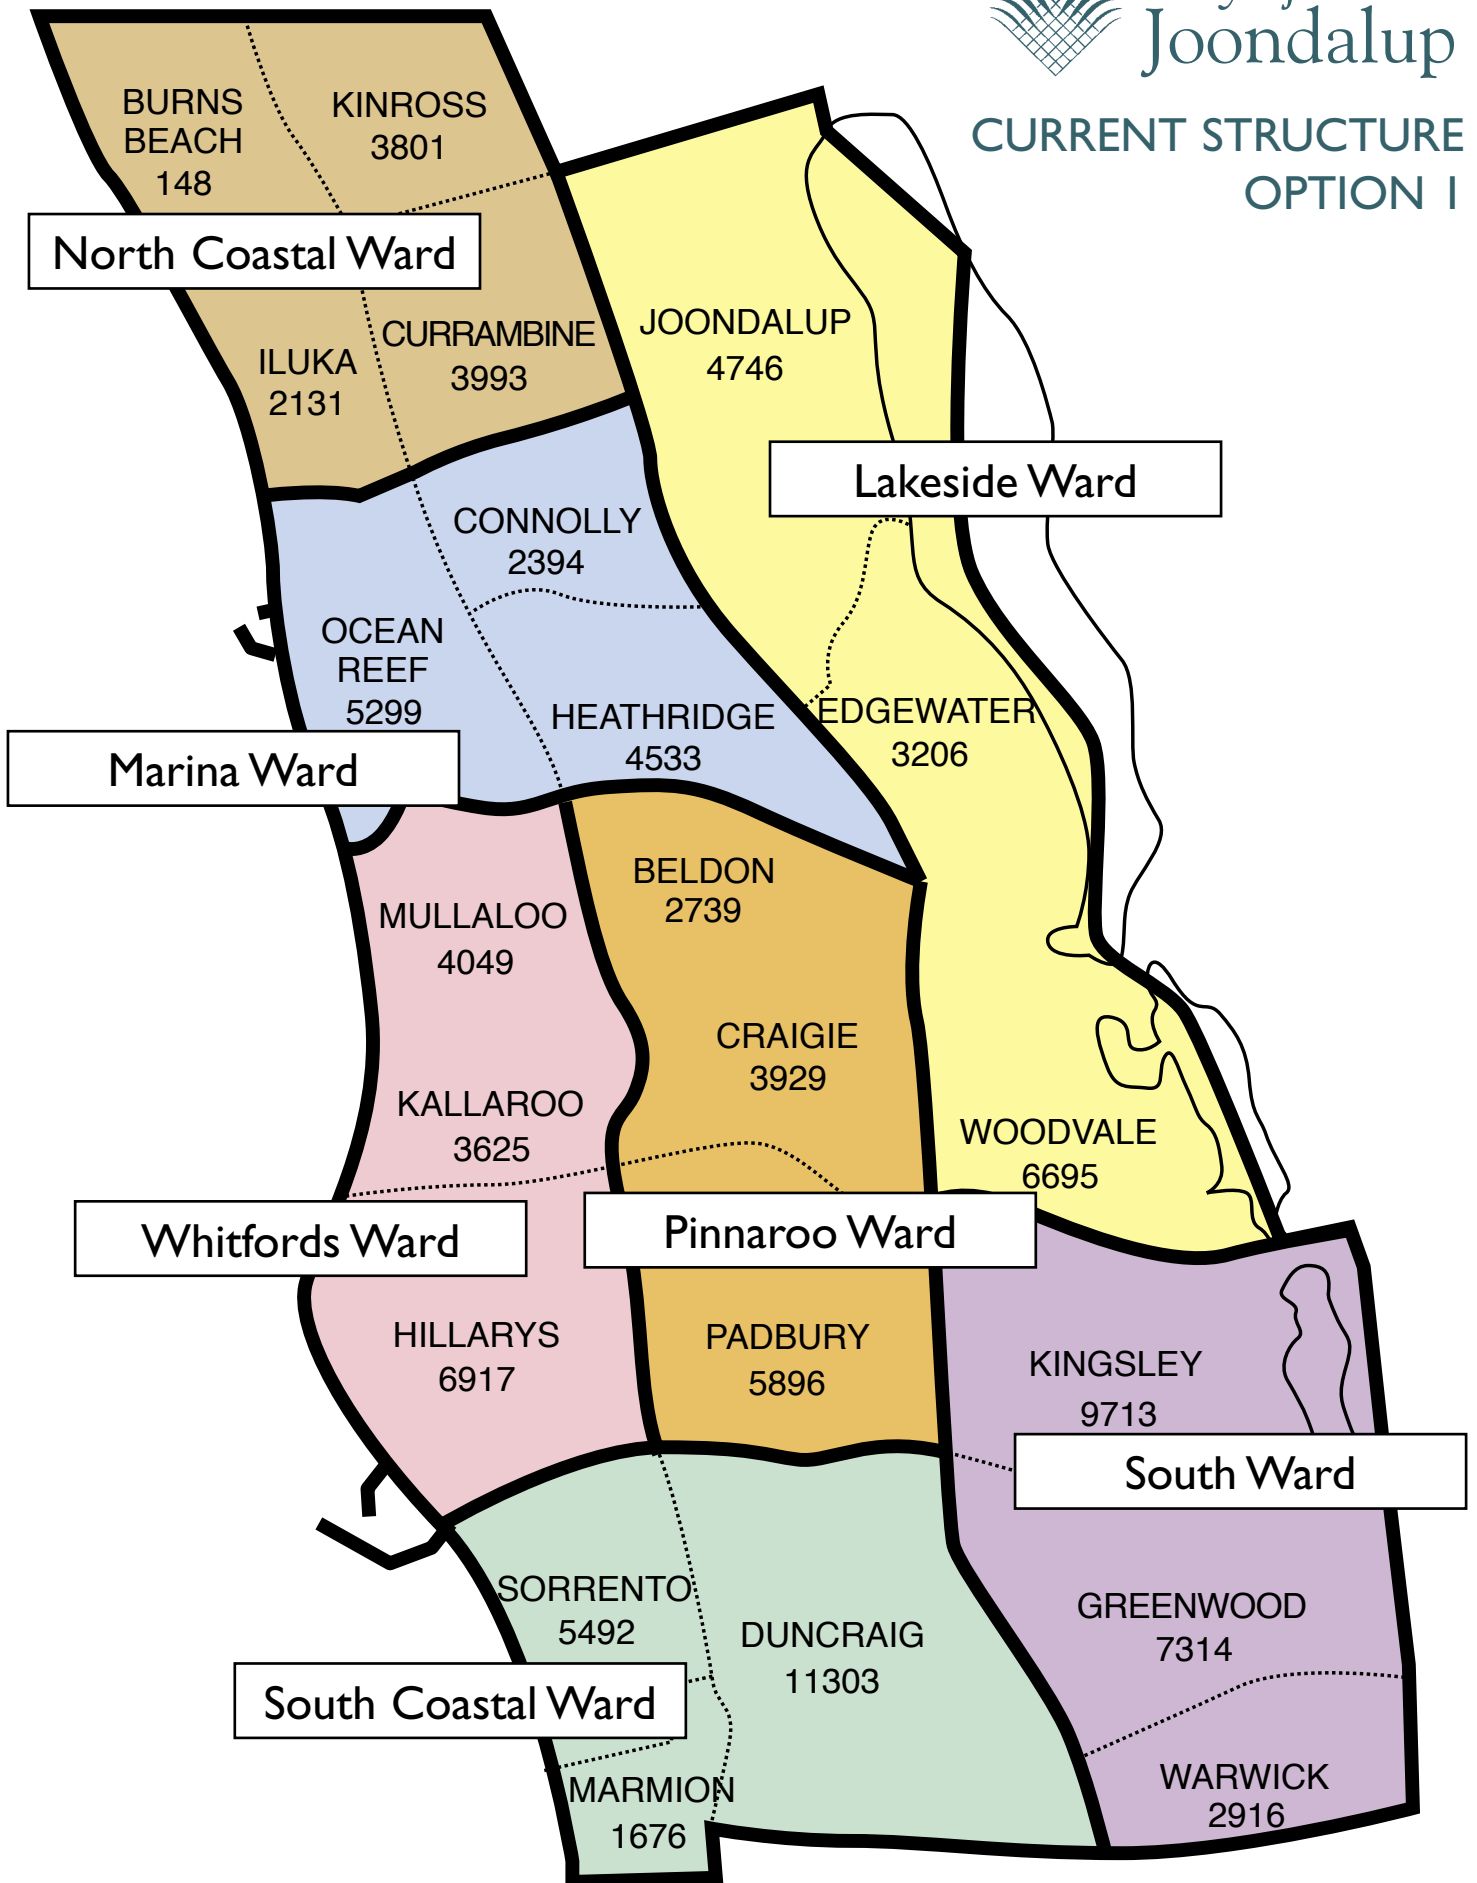 Joondalup
CURRENT STRUCTURE
OPTION 1
BURNS
BEACH
148
KINROSS
3801
North Coastal Ward
ILUKA
2131
CURRAMBINE
3993
JOONDALUP
4746
Lakeside Ward
CONNOLLY
2394
OCEAN
REEF
5299
HEATHRIDGE
4533
EDGEWATER
3206
Marina Ward
BELDON
2739
MULLALOO
4049
CRAIGIE
3929
KALLAROO
3625
WOODVALE
6695
Whitfords Ward
Pinnaroo Ward
HILLARYS
6917
PADBURY
5896
KINGSLEY
9713
South Ward
SORRENTO
5492
DUNCRAIG
11303
GREENWOOD
7314
South Coastal Ward
MARMION
1676
WARWICK
2916